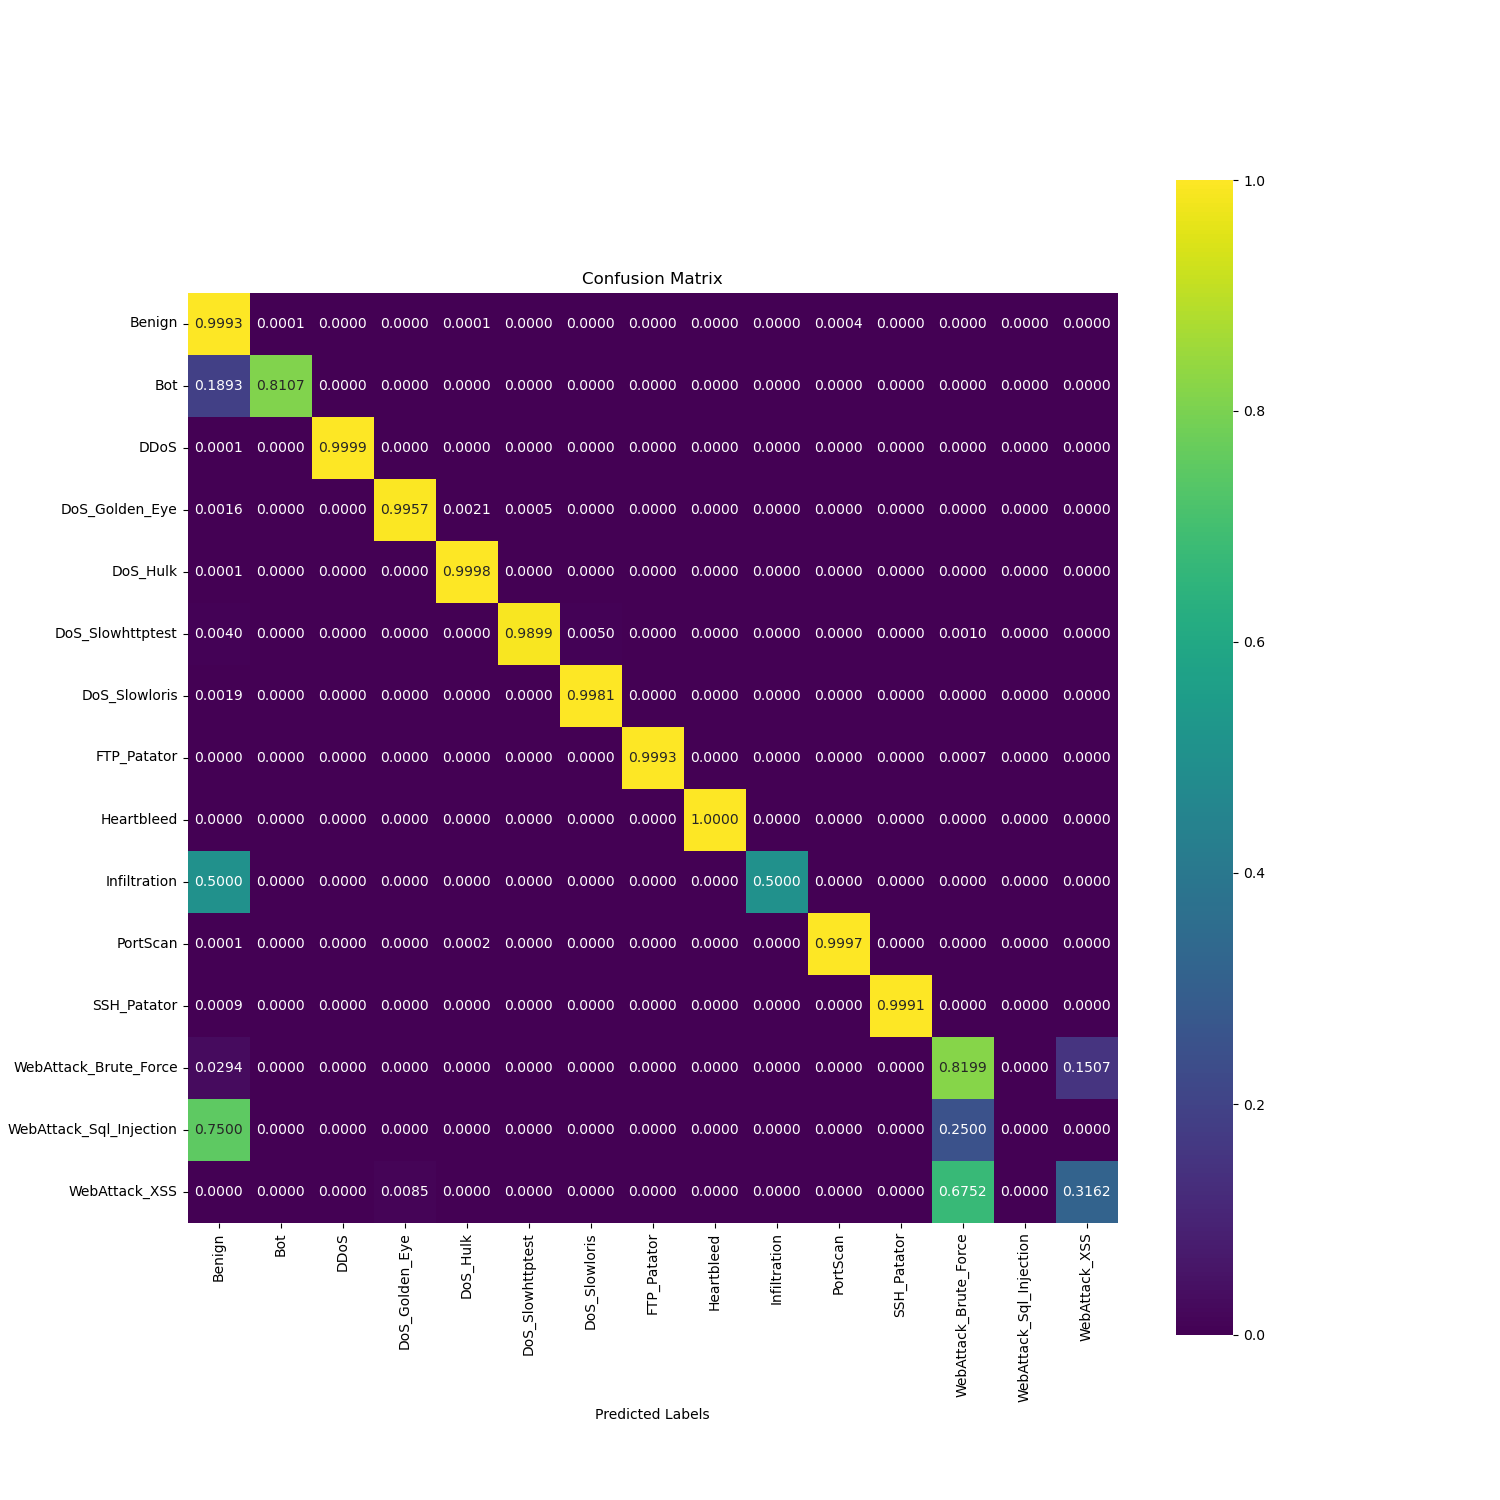 Confusion Matrix
Benign 0.9993 0.0001 0.0000 0.0000 0.0001 0.0000 0.0000 0.0000 0.0000 0.0000 0.0004 0.0000 0.0000 0.0000 0.0000
Bot 0.1893 0.8107 0.0000 0.0000 0.0000 0.0000 0.0000 0.0000 0.0000 0.0000 0.0000 0.0000 0.0000 0.0000 0.0000
DDoS 0.0001 0.0000 0.9999 0.0000 0.0000 0.0000 0.0000 0.0000 0.0000 0.0000 0.0000 0.0000 0.0000 0.0000 0.0000
DoS_Golden_Eye 0.0016 0.0000 0.0000 0.9957 0.0021 0.0005 0.0000 0.0000 0.0000 0.0000 0.0000 0.0000 0.0000 0.0000 0.0000
DoS_Hulk 0.0001 0.0000 0.0000 0.0000 0.9998 0.0000 0.0000 0.0000 0.0000 0.0000 0.0000 0.0000 0.0000 0.0000 0.0000
DoS_Slowhttptest 0.0040 0.0000 0.0000 0.0000 0.0000 0.9899 0.0050 0.0000 0.0000 0.0000 0.0000 0.0000 0.0010 0.0000 0.0000
DoS_Slowloris 0.0019 0.0000 0.0000 0.0000 0.0000 0.0000 0.9981 0.0000 0.0000 0.0000 0.0000 0.0000 0.0000 0.0000 0.0000
FTP_Patator 0.0000 0.0000 0.0000 0.0000 0.0000 0.0000 0.0000 0.9993 0.0000 0.0000 0.0000 0.0000 0.0007 0.0000 0.0000
Heartbleed 0.0000 0.0000 0.0000 0.0000 0.0000 0.0000 0.0000 0.0000 1.0000 0.0000 0.0000 0.0000 0.0000 0.0000 0.0000
Infiltration 0.5000 0.0000 0.0000 0.0000 0.0000 0.0000 0.0000 0.0000 0.0000 0.5000 0.0000 0.0000 0.0000 0.0000 0.0000
PortScan 0.0001 0.0000 0.0000 0.0000 0.0002 0.0000 0.0000 0.0000 0.0000 0.0000 0.9997 0.0000 0.0000 0.0000 0.0000
SSH_Patator 0.0009 0.0000 0.0000 0.0000 0.0000 0.0000 0.0000 0.0000 0.0000 0.0000 0.0000 0.9991 0.0000 0.0000 0.0000
WebAttack_Brute_Force 0.0294 0.0000 0.0000 0.0000 0.0000 0.0000 0.0000 0.0000 0.0000 0.0000 0.0000 0.0000 0.8199 0.0000 0.1507
WebAttack_Sql_Injection 0.7500 0.0000 0.0000 0.0000 0.0000 0.0000 0.0000 0.0000 0.0000 0.0000 0.0000 0.0000 0.2500 0.0000 0.0000
WebAttack_XSS 0.0000 0.0000 0.0000 0.0085 0.0000 0.0000 0.0000 0.0000 0.0000 0.0000 0.0000 0.0000 0.6752 0.0000 0.3162
Benign
Bot
DDoS
DoS_Golden_Eye
DoS_Hulk
DoS_Slowhttptest
DoS_Slowloris
FTP_Patator
Heartbleed
Infiltration
PortScan
SSH_Patator
WebAttack_Brute_Force
WebAttack_Sql_Injection
WebAttack_XSS
Predicted Labels
1.0
0.8
0.6
0.4
0.2
0.0